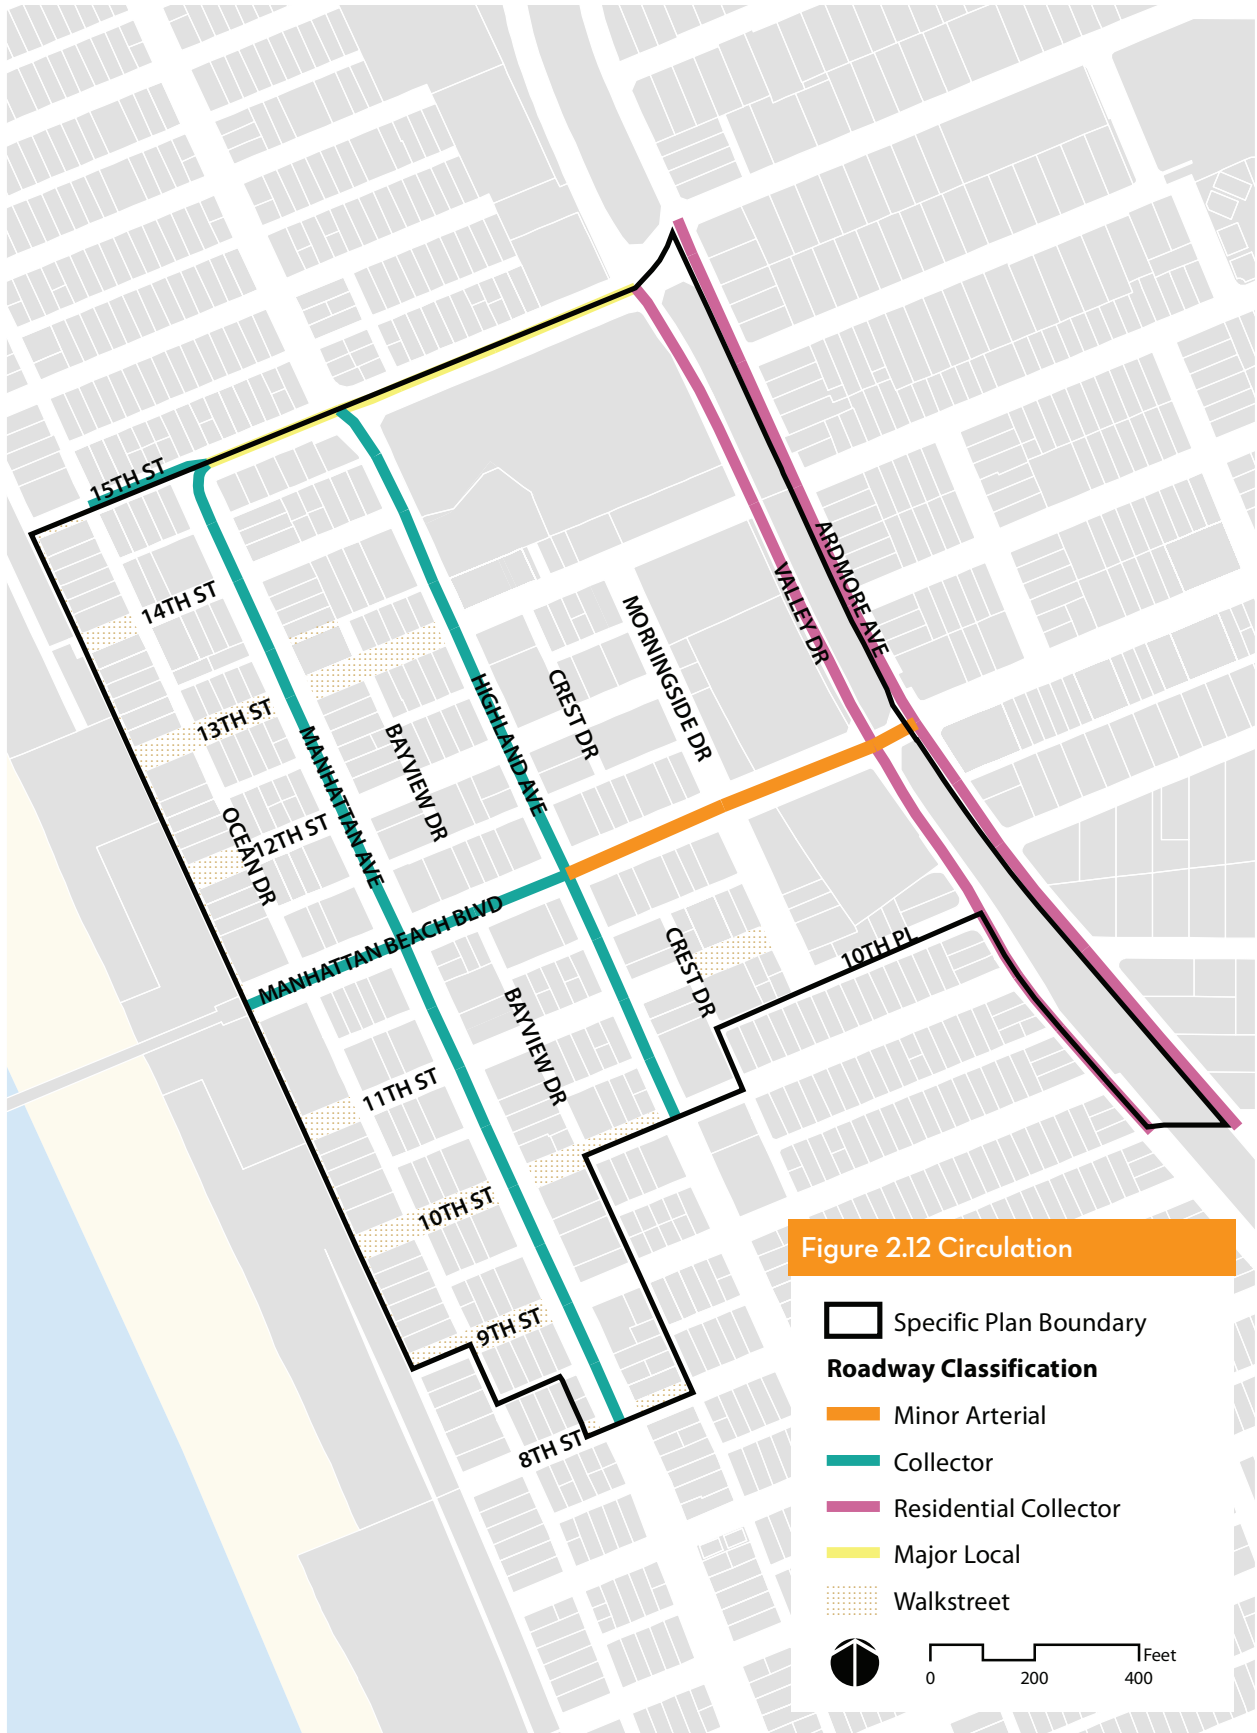 15TH ST
14TH ST
ARDMORE AVE
VALLEY DR
MORNINGSIDE DR
CREST DR
HIGHLAND AVE
13TH ST
MANHATTAN AVE
BAYVIEW DR
OCEAN DR
12TH ST
MANHATTAN BEACH BLVD
CREST DR
10TH PL
BAYVIEW DR
11TH ST
10TH ST
9TH ST
8TH ST
Figure 2.12 Circulation
Specific Plan Boundary
Roadway Classification
Minor Arterial
Collector
Residential Collector
Major Local
Walkstreet
Feet
0 200 400